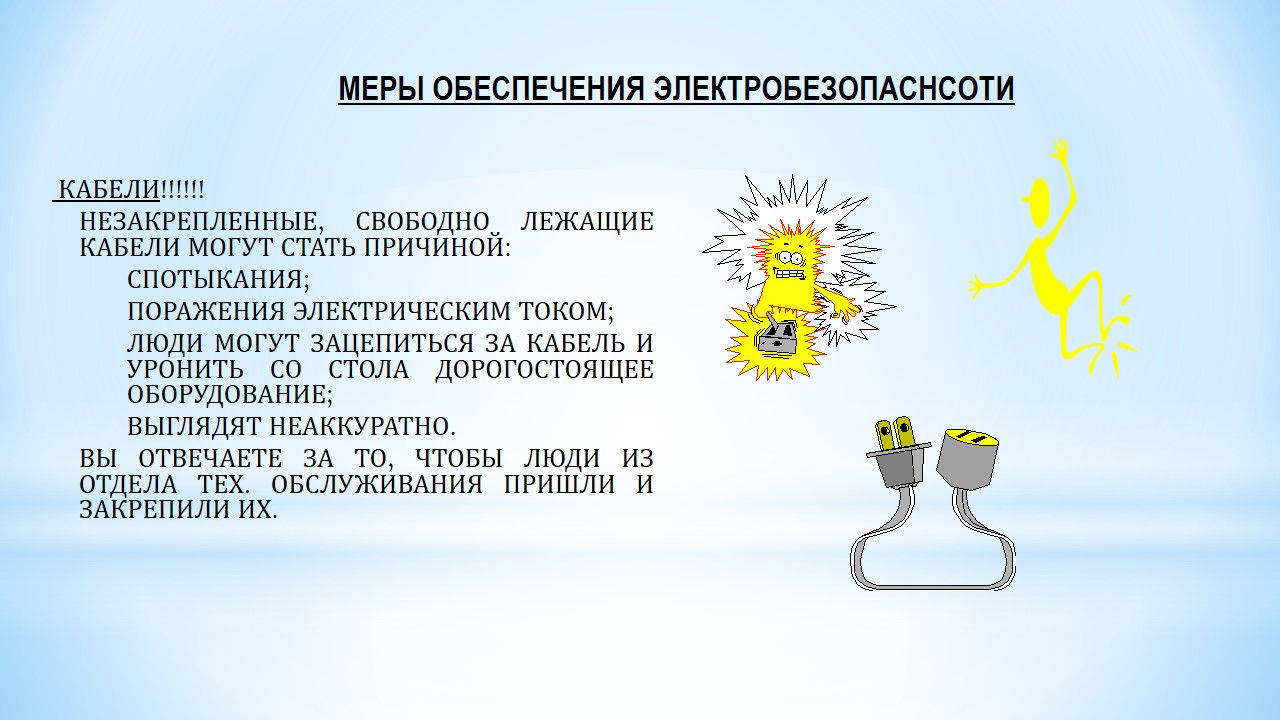 МЕРЫ ОБЕСПЕЧЕНИЯ ЭЛЕКТРОБЕЗОПАСНСОТИ
КАБЕЛИ!!!!!!
НЕЗАКРЕПЛЕННЫЕ, СВОБОДНО ЛЕЖАЩИЕ
КАБЕЛИ МОГУТ СТАТЬ ПРИЧИНОЙ:
СПОТЫКАНИЯ;
ПОРАЖЕНИЯ ЭЛЕКТРИЧЕСКИМ ТОКОМ;
ЛЮДИ МОГУТ ЗАЦЕПИТЬСЯ ЗА КАБЕЛЬ И
УРОНИТЬ СО СТОЛА ДОРОГОСТОЯЩЕЕ
ОБОРУДОВАНИЕ;
ВЫГЛЯДЯТ НЕАККУРАТНО.
ВЫ ОТВЕЧАЕТЕ ЗА ТО, ЧТОБЫ ЛЮДИ ИЗ
ОТДЕЛА ТЕХ. ОБСЛУЖИВАНИЯ ПРИШЛИ И
ЗАКРЕПИЛИ ИХ.